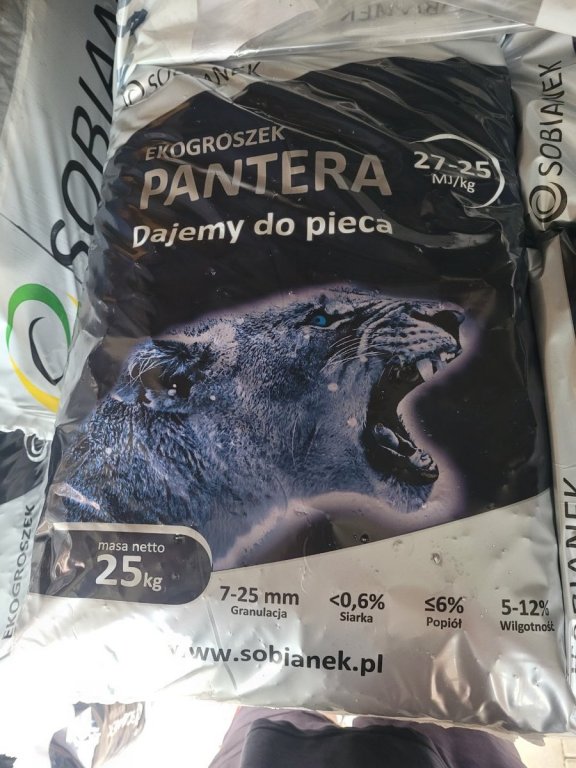 SOBIANEK
SOBIANEK
EKOGROSZEK
PANTERA
27-25
MJ/kg
Dajemy do pieca
SOBIANEK
masa netto
25kg
7-25 mm
Granulacja
<0,6%
Siarka
≤6%
Popiół
5-12%
Wilgotność
www.sobianek.pl
EKOGROSZEK